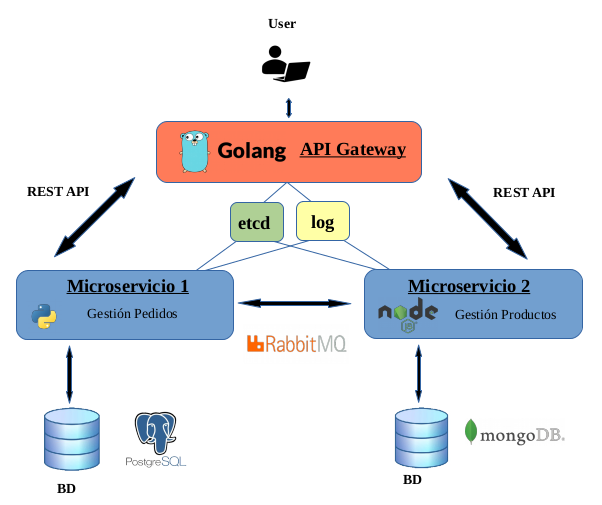 User
Golang API Gateway
REST API
REST API
etcd
log
Microservicio 1
Gestión Pedidos
Microservicio 2
node
JS
Gestión Productos
RabbitMQ
PostgreSQL
mongoDB.
BD
BD